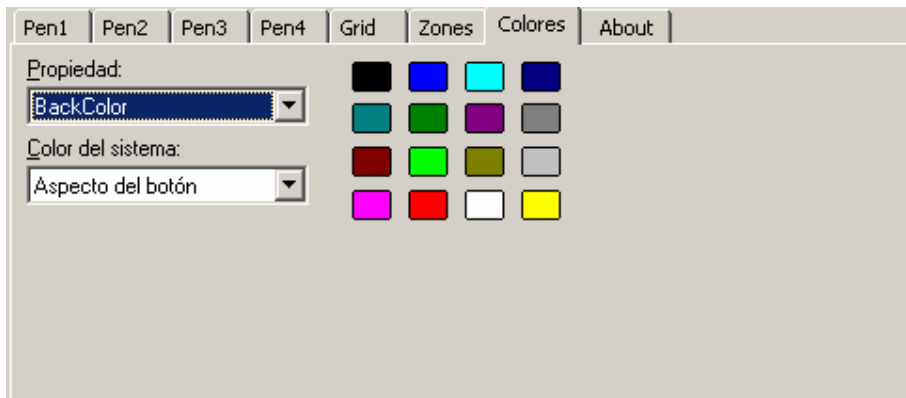 Pen1 Pen2 Pen3 Pen4 Grid Zones Colores About
Propiedad:
BackColor
Color del sistema:
Aspecto del botón